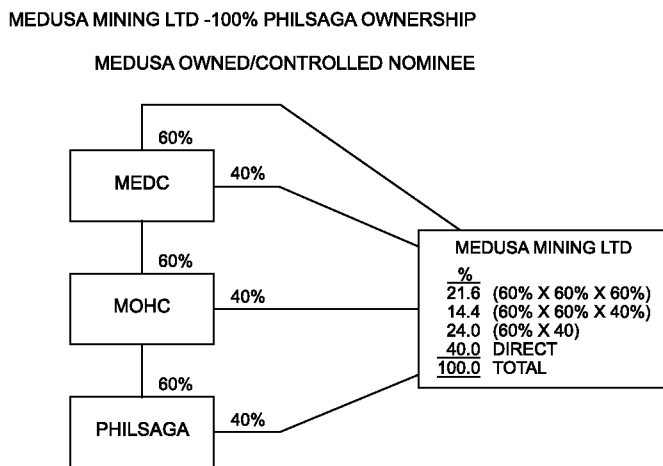 MEDUSA MINING LTD -100% PHILSAGA OWNERSHIP
MEDUSA OWNED/CONTROLLED NOMINEE
60%
MEDC
40%
60%
MOHC
40%
60%
PHILSAGA
40%
MEDUSA MINING LTD
%
21.6 (60% X 60% X 60%)
14.4 (60% X 60% X 40%)
24.0 (60% X 40)
40.0 DIRECT
100.0 TOTAL